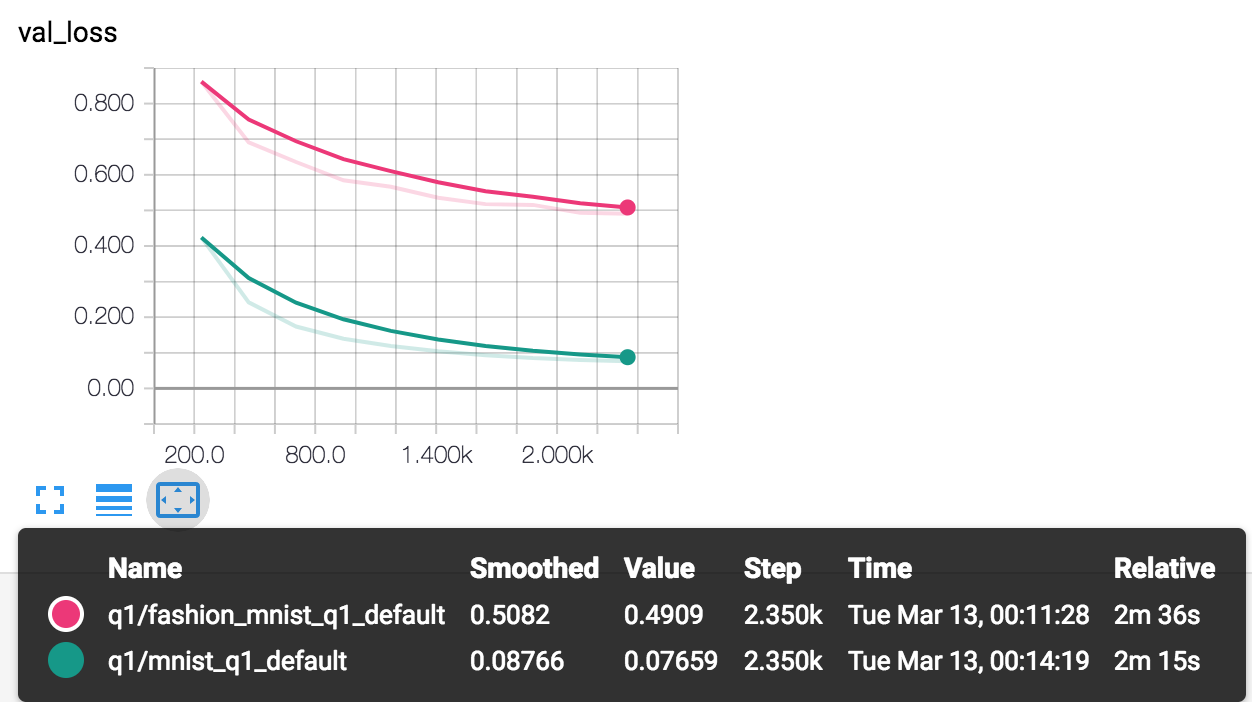 val_loss
0.800
0.600
0.400
0.200
0.00
200.0 800.0 1.400k 2.000k
Name Smoothed Value Step Time Relative
q1/fashion_mnist_q1_default 0.5082 0.4909 2.350k Tue Mar 13, 00:11:28 2m 36s
q1/mnist_q1_default 0.08766 0.07659 2.350k Tue Mar 13, 00:14:19 2m 15s